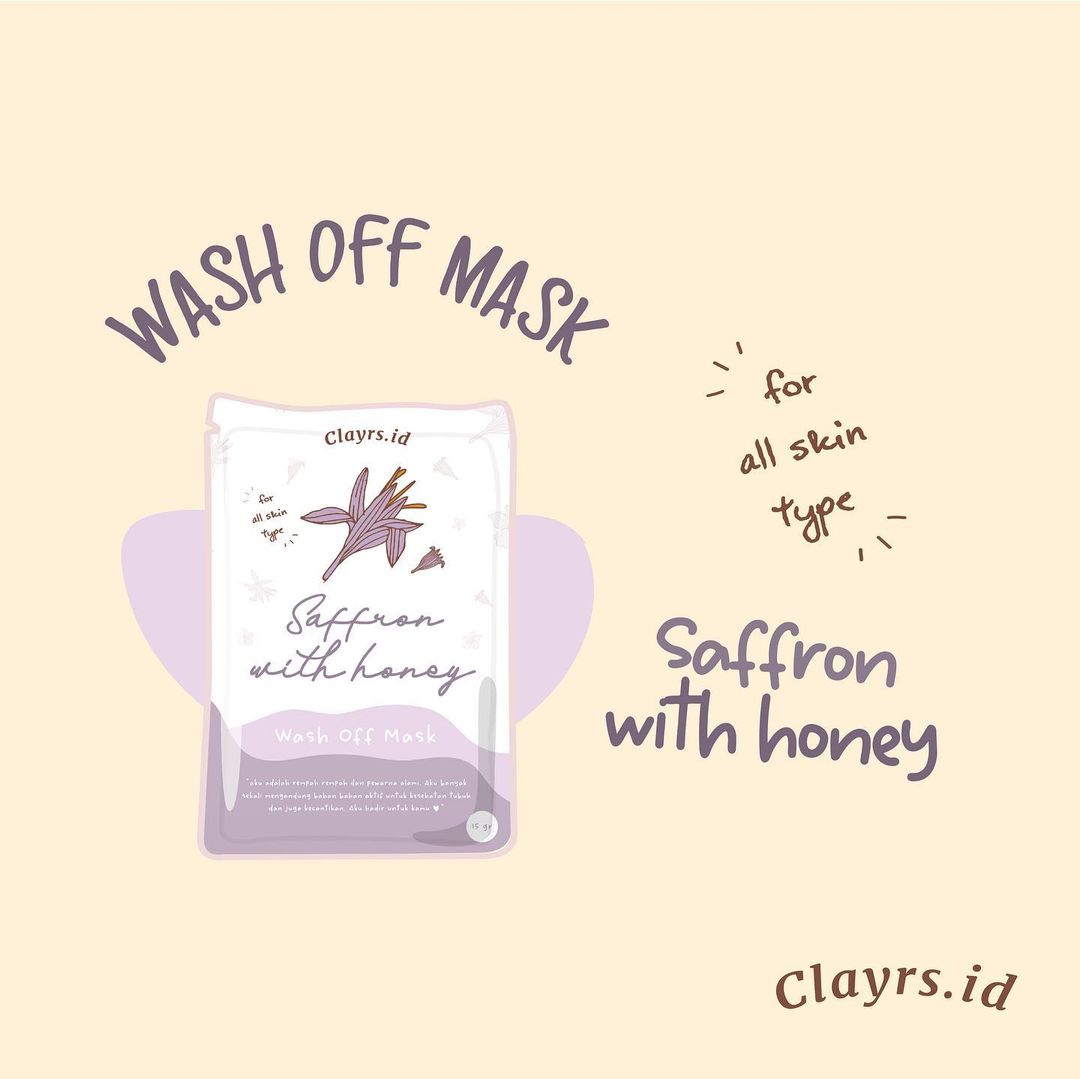 WASH OFF MASK
Clayrs.id
for
all skin
type
Saffron
with honey
Wash Off Mask
"aku adalah rempah rempah dan pewarna alami. Aku banyak
sekali mengandung bahan bahan aktif untuk kesehatan tubuh
dan juga kecantikan. Aku hadir untuk kamu ♥"
15 gr
for
all skin
type
Saffron
with honey
Clayrs.id